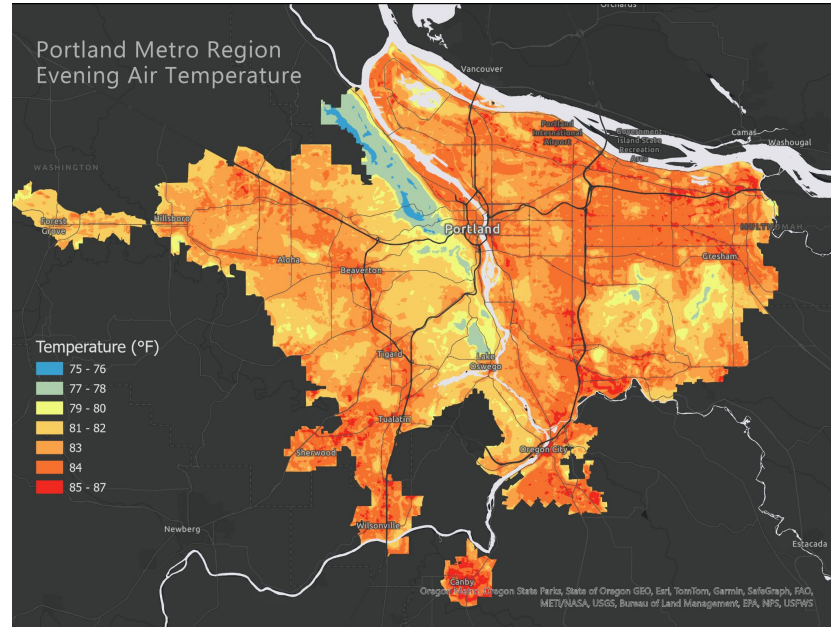 Portland Metro Region
Evening Air Temperature
Orchards
Vancouver
Portland
International
Airport
Government
Island State
Recreation
Area
Camas
Washougal
WASHINGTON
Forest
Grove
Hillsboro
Portland
MULTNOMAH
Aloha
Beaverton
Gresham
Temperature (°F)
75 - 76
77 - 78
79 - 80
81 - 82
83
84
85 - 87
Tigard
Lake
Oswego
Tualatin
Sherwood
Oregon City
Newberg
Wilsonville
Estacada
Canby
Oregon Metro, Oregon State Parks, State of Oregon GEO, Esri, TomTom, Garmin, SafeGraph, FAO,
METI/NASA, USGS, Bureau of Land Management, EPA, NPS, USFWS